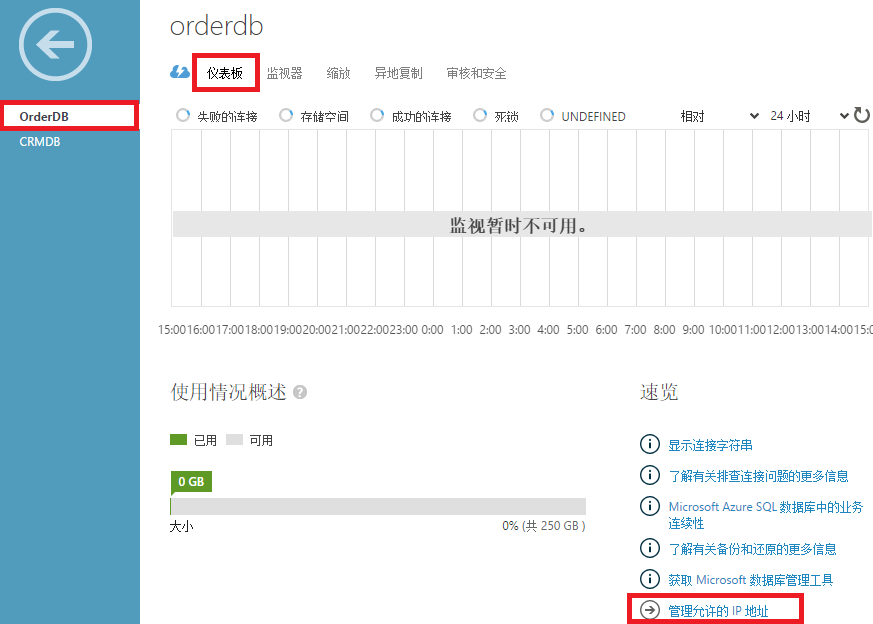 orderdb
仪表板 监视器 缩放 异地复制 审核和安全
OrderDB
CRMDB
失败的连接 存储空间 成功的连接 死锁 UNDEFINED 相对 24 小时
监视暂时不可用。
15:00 16:00 17:00 18:00 19:00 20:00 21:00 22:00 23:00 0:00 1:00 2:00 3:00 4:00 5:00 6:00 7:00 8:00 9:00 10:00 11:00 12:00 13:00 14:00 15:0
使用情况概述 ?
已用 可用
0 GB
大小 0% (共 250 GB )
速览
显示连接字符串
了解有关排查连接问题的更多信息
Microsoft Azure SQL 数据库中的业务
连续性
了解有关备份和还原的更多信息
获取 Microsoft 数据库管理工具
管理允许的 IP 地址